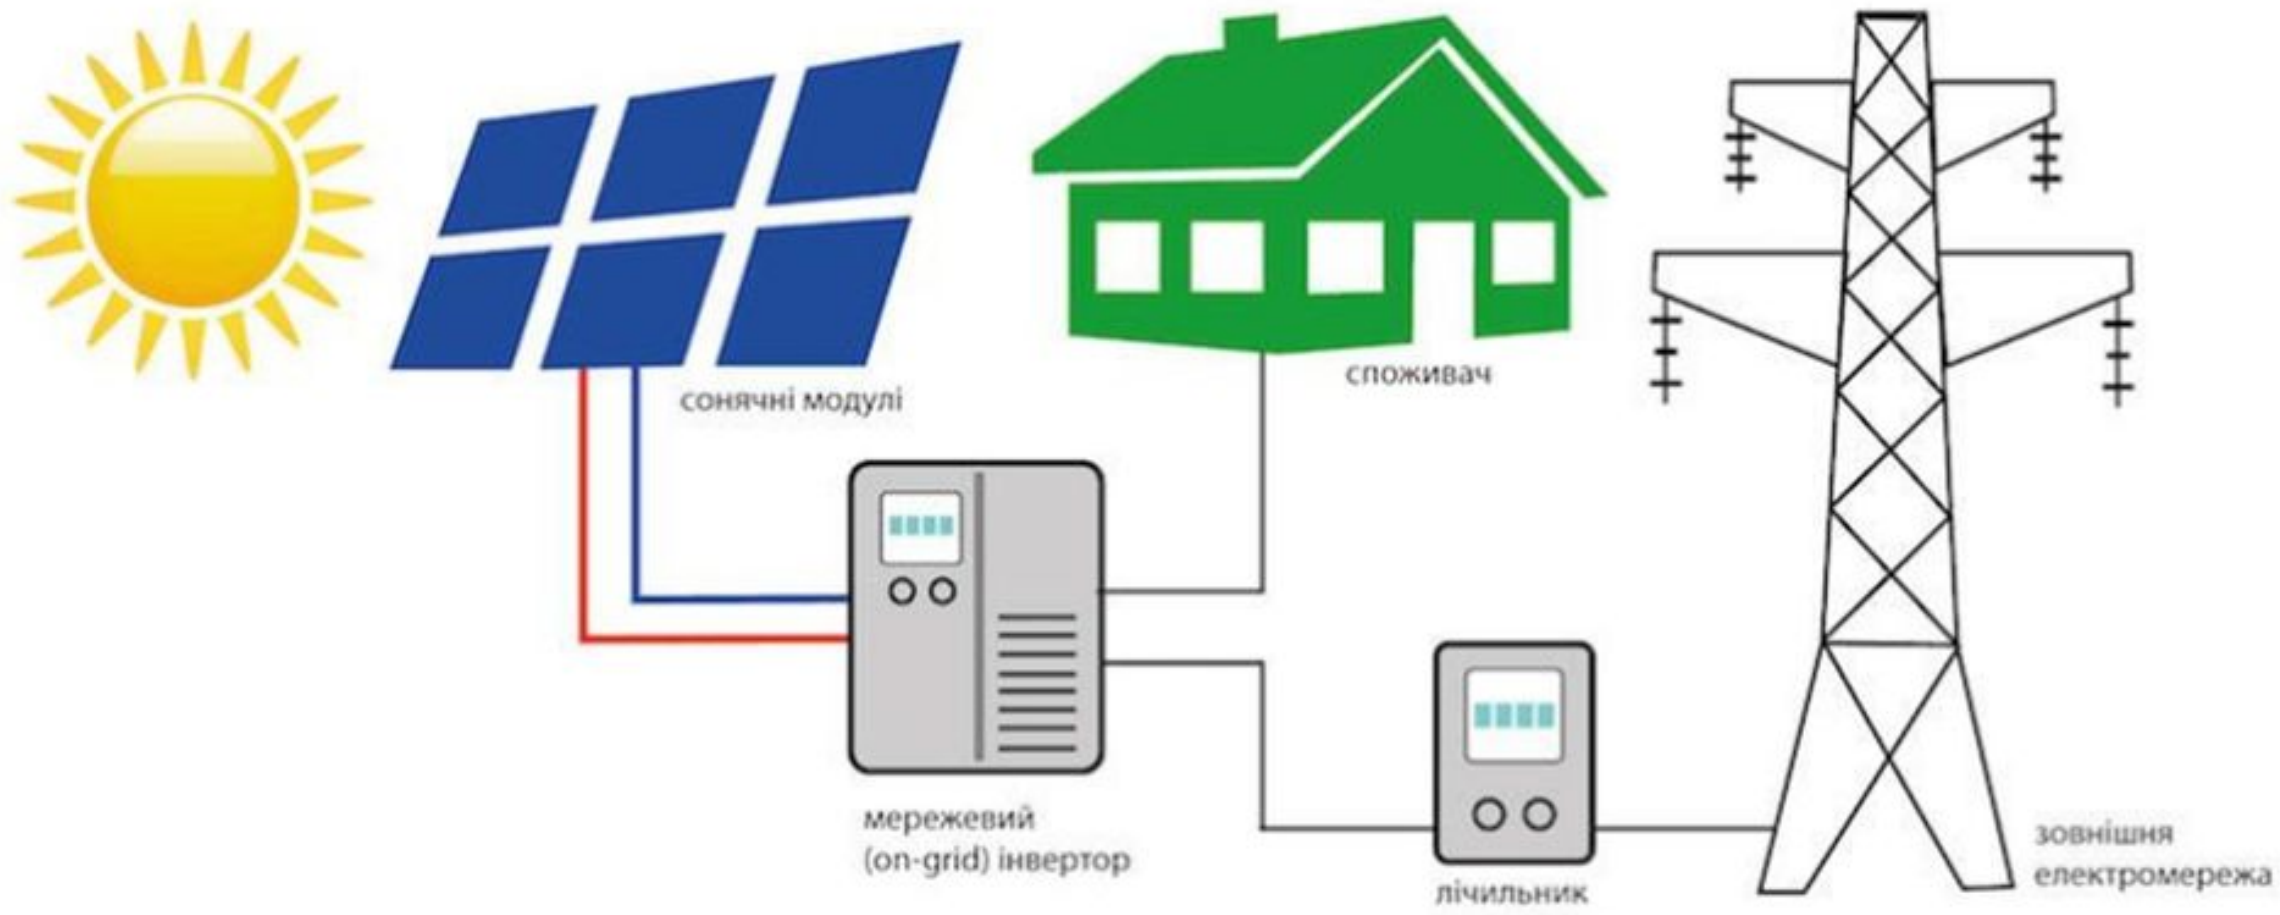 сонячні модулі
споживач
мережевий
(on-grid) інвертор
лічильник
зовнішня
електромережа